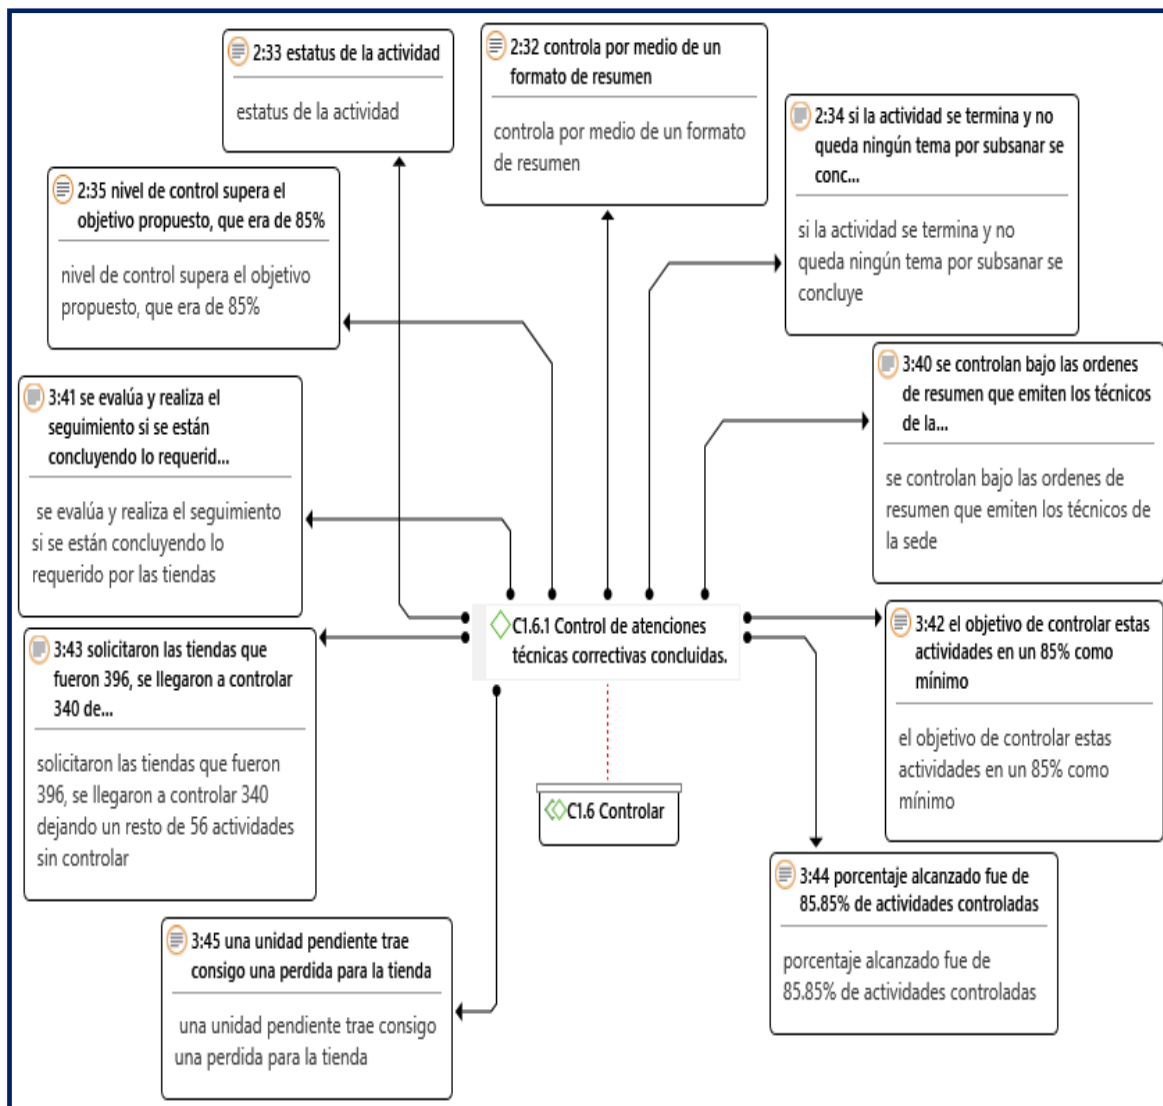 2:33 estatus de la actividad
estatus de la actividad
2:32 controla por medio de un
formato de resumen
controla por medio de un formato
de resumen
2:34 si la actividad se termina y no
queda ningún tema por subsanar se
conc...
si la actividad se termina y no
queda ningún tema por subsanar se
concluye
2:35 nivel de control supera el
objetivo propuesto, que era de 85%
nivel de control supera el objetivo
propuesto, que era de 85%
3:40 se controlan bajo las ordenes
de resumen que emiten los técnicos
de la...
se controlan bajo las ordenes de
resumen que emiten los técnicos de
la sede
3:41 se evalúa y realiza el
seguimiento si se están
concluyendo lo requerid...
se evalúa y realiza el seguimiento
si se están concluyendo lo
requerido por las tiendas
C1.6.1 Control de atenciones
técnicas correctivas concluidas.
3:42 el objetivo de controlar estas
actividades en un 85% como
mínimo
el objetivo de controlar estas
actividades en un 85% como
mínimo
3:43 solicitaron las tiendas que
fueron 396, se llegaron a controlar
340 de...
solicitaron las tiendas que fueron
396, se llegaron a controlar 340
dejando un resto de 56 actividades
sin controlar
C1.6 Controlar
3:44 porcentaje alcanzado fue de
85.85% de actividades controladas
porcentaje alcanzado fue de
85.85% de actividades controladas
3:45 una unidad pendiente trae
consigo una perdida para la tienda
una unidad pendiente trae consigo
una perdida para la tienda